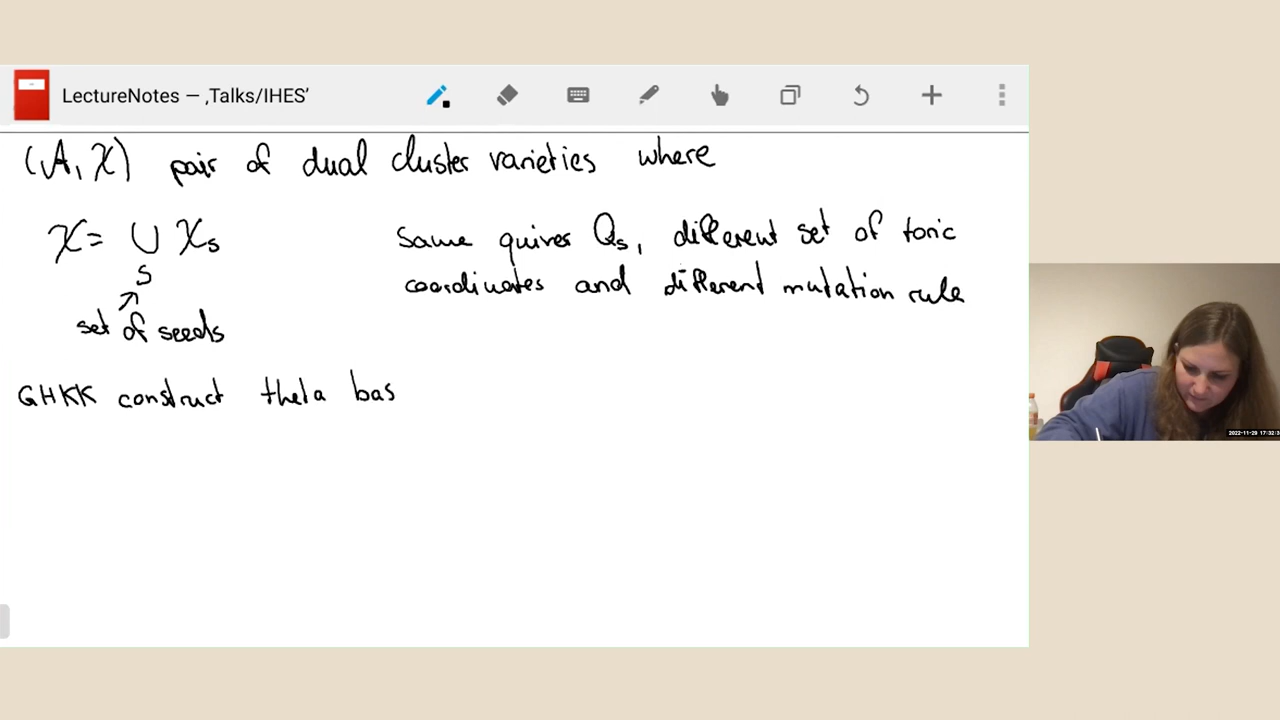 LectureNotes — ‚Talks/IHES‘
(A, X) pair of dual cluster varieties where
X = ∪ Xs
s
set of seeds
same quiver Qs, different set of toric
coordinates and different mutation rule
GHKK construct theta bas